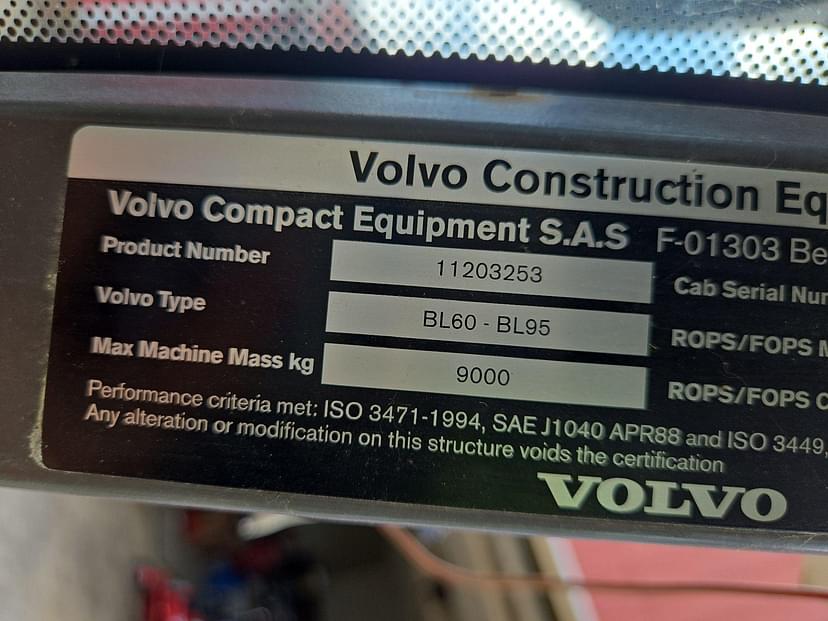 Volvo Construction
Volvo Compact Equipment S.A.S F-01303
Product Number 11203253 Cab Serial
Volvo Type BL60 - BL95 ROPS/FOPS
Max Machine Mass kg 9000 ROPS/FOPS
Performance criteria met: ISO 3471-1994, SAE J1040 APR88 and ISO 3449,
Any alteration or modification on this structure voids the certification
VOLVO